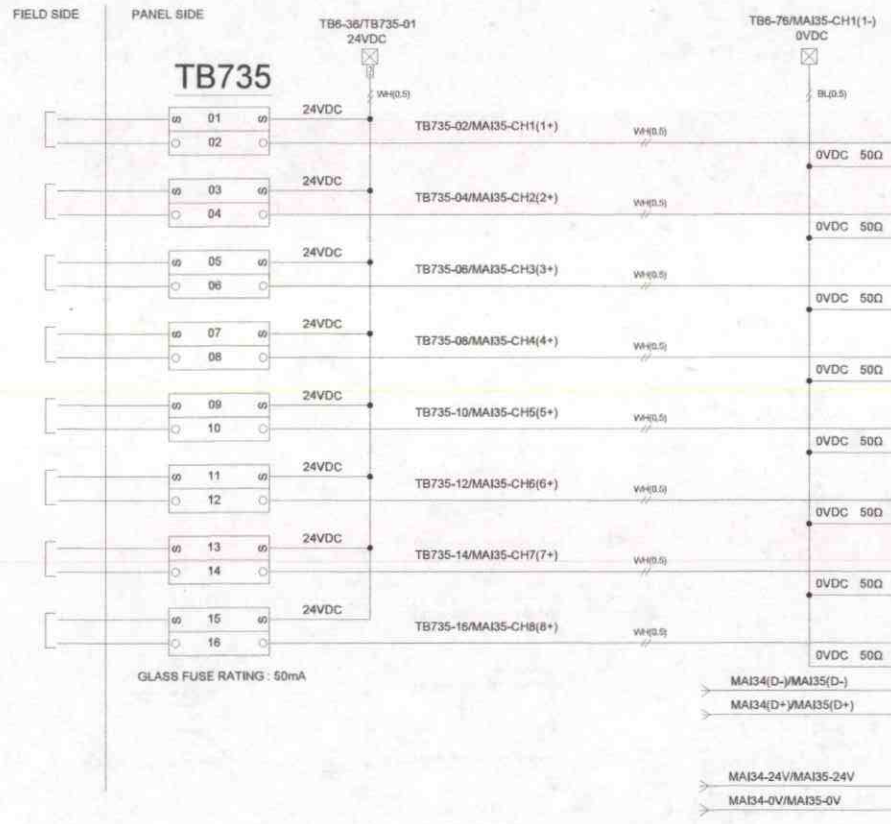 FIELD SIDE
PANEL SIDE
TB6-36/TB735-01
24VDC
TB6-76/MAI35-CH1(1-)
0VDC
TB735
WH(0.5)
BL(0.5)
S 01 S 24VDC
TB735-02/MAI35-CH1(1+) WH(0.5)
02
0VDC 50Ω
S 03 S 24VDC
TB735-04/MAI35-CH2(2+) WH(0.5)
04
0VDC 50Ω
S 05 S 24VDC
TB735-06/MAI35-CH3(3+) WH(0.5)
06
0VDC 50Ω
S 07 S 24VDC
TB735-08/MAI35-CH4(4+) WH(0.5)
08
0VDC 50Ω
S 09 S 24VDC
TB735-10/MAI35-CH5(5+) WH(0.5)
10
0VDC 50Ω
S 11 S 24VDC
TB735-12/MAI35-CH6(6+) WH(0.5)
12
0VDC 50Ω
S 13 S 24VDC
TB735-14/MAI35-CH7(7+) WH(0.5)
14
0VDC 50Ω
S 15 S 24VDC
TB735-16/MAI35-CH8(8+) WH(0.5)
16
0VDC 50Ω
GLASS FUSE RATING : 50mA
MAI34(D-)/MAI35(D-)
MAI34(D+)/MAI35(D+)
MAI34-24V/MAI35-24V
MAI34-0V/MAI35-0V